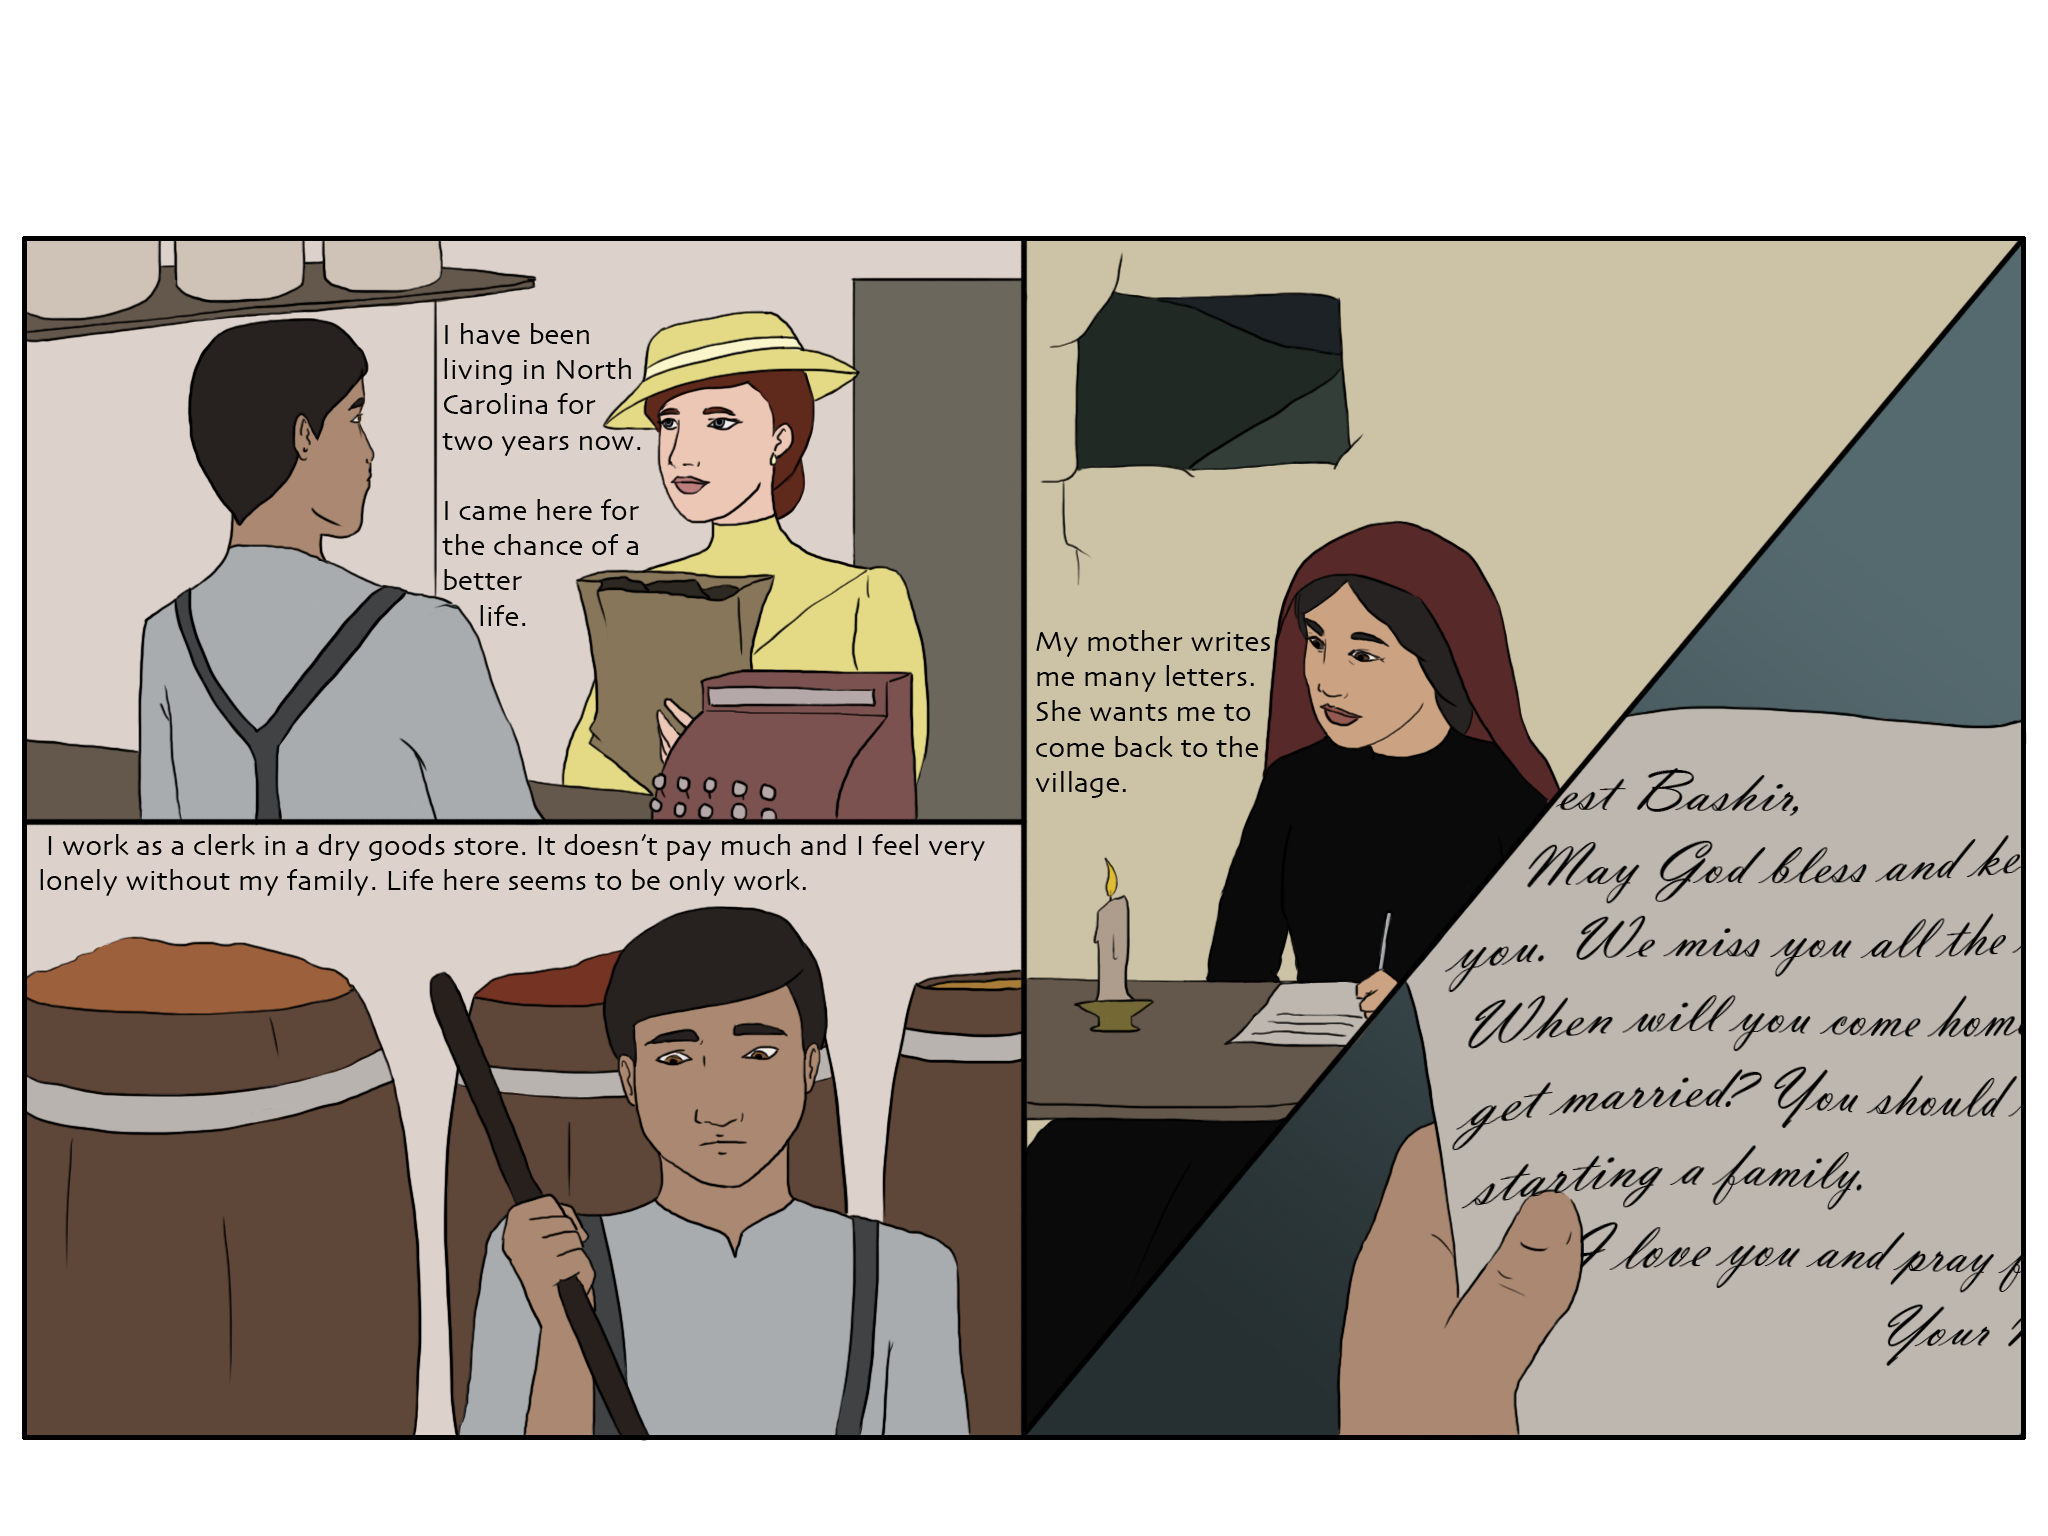 I have been
living in North
Carolina for
two years now.
I came here for
the chance of a
better
life.
I work as a clerk in a dry goods store. It doesn't pay much and I feel very
lonely without my family. Life here seems to be only work.
My mother writes
me many letters.
She wants me to
come back to the
village.
est Bashir,
May God bless and ke
you. We miss you all the
When will you come hom
get married? You should
starting a family.
I love you and pray f
Your